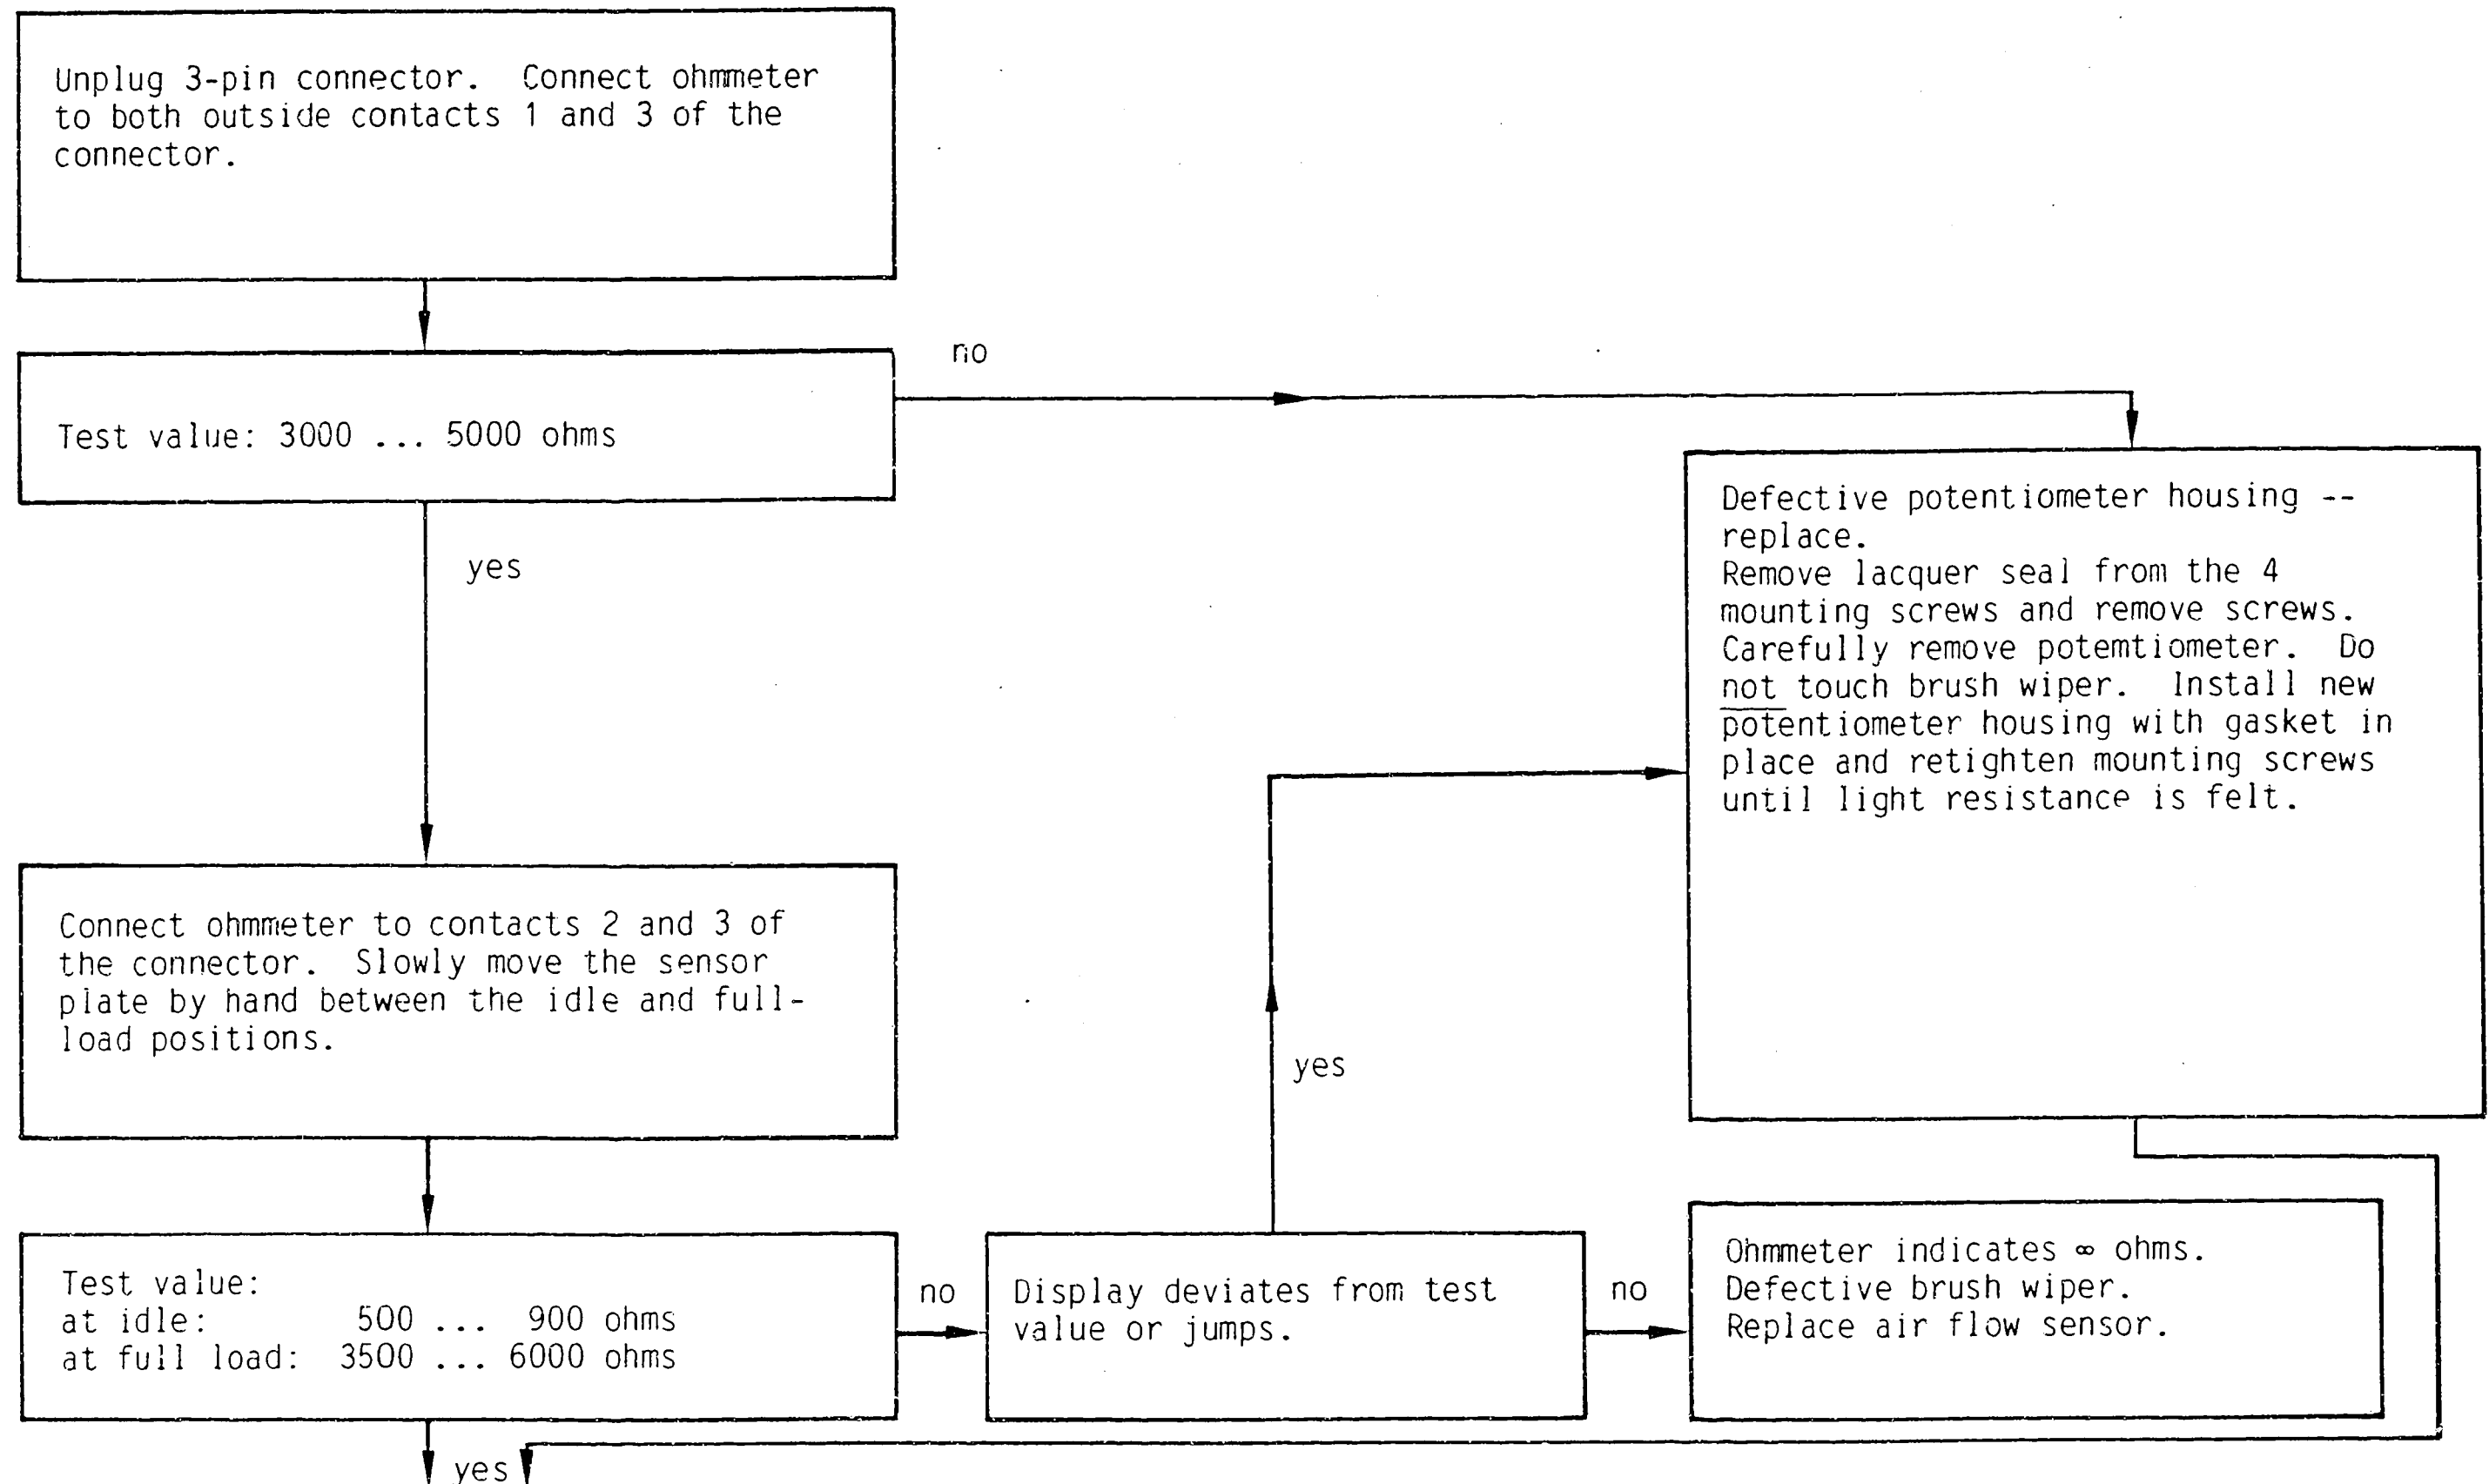 Unplug 3-pin connector. Connect ohmmeter
to both outside contacts 1 and 3 of the
connector.
no
Test value: 3000 ... 5000 ohms
yes
Defective potentiometer housing --
replace.
Remove lacquer seal from the 4
mounting screws and remove screws.
Carefully remove potemtiometer. Do
not touch brush wiper. Install new
potentiometer housing with gasket in
place and retighten mounting screws
until light resistance is felt.
Connect ohmmeter to contacts 2 and 3 of
the connector. Slowly move the sensor
plate by hand between the idle and full-
load positions.
yes
Test value:
at idle: 500 ... 900 ohms
at full load: 3500 ... 6000 ohms
no
Display deviates from test
value or jumps.
no
Ohmmeter indicates ∞ ohms.
Defective brush wiper.
Replace air flow sensor.
yes